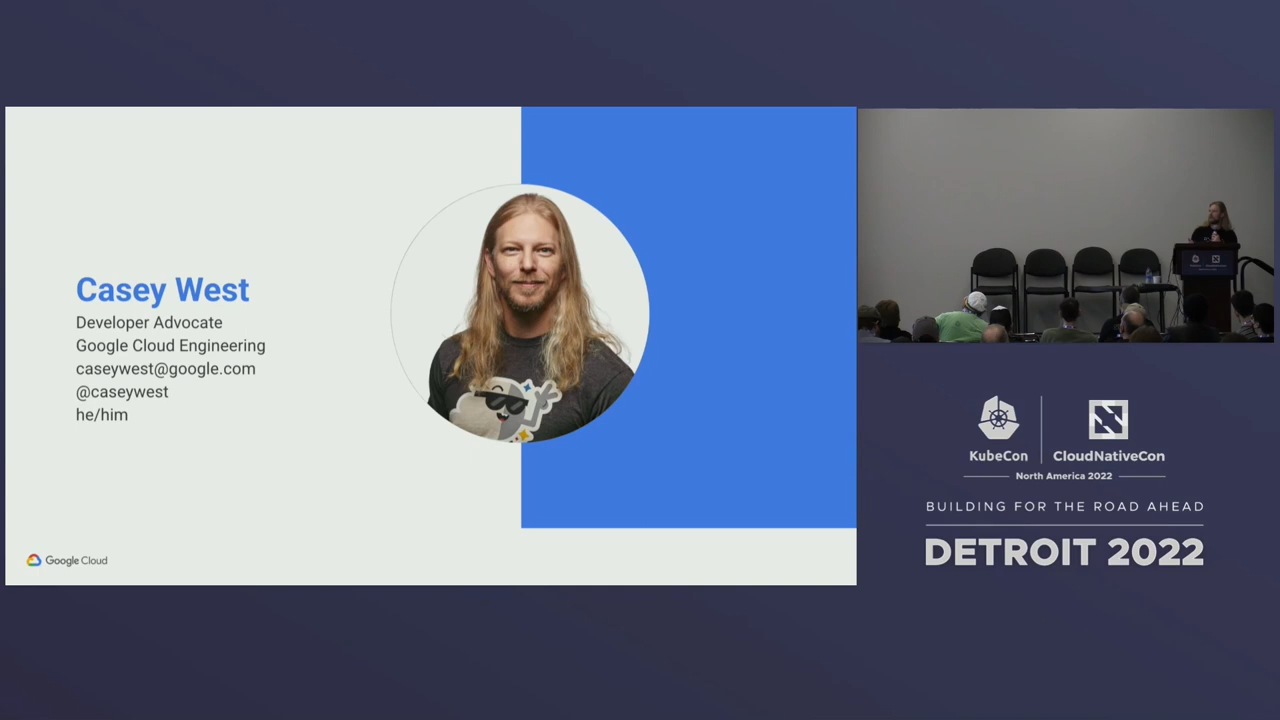 Casey West
Developer Advocate
Google Cloud Engineering
caseywest@google.com
@caseywest
he/him
Google Cloud
KubeCon
CloudNativeCon
North America 2022
BUILDING FOR THE ROAD AHEAD
DETROIT 2022